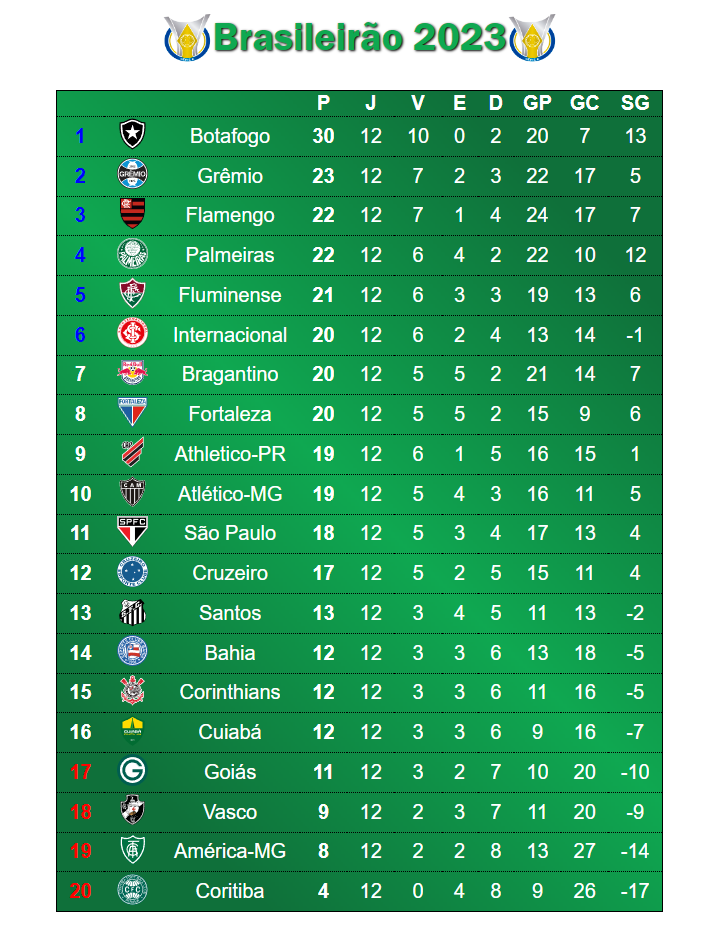 Brasileirão 2023
P J V E D GP GC SG
1 Botafogo 30 12 10 0 2 20 7 13
2 GRÊMIO Grêmio 23 12 7 2 3 22 17 5
3 Flamengo 22 12 7 1 4 24 17 7
4 PALMEIRAS Palmeiras 22 12 6 4 2 22 10 12
5 Fluminense 21 12 6 3 3 19 13 6
6 Internacional 20 12 6 2 4 13 14 -1
7 Bragantino 20 12 5 5 2 21 14 7
8 FORTALEZA Fortaleza 20 12 5 5 2 15 9 6
9 CAP Athletico-PR 19 12 6 1 5 16 15 1
10 CAM Atlético-MG 19 12 5 4 3 16 11 5
11 SPFC São Paulo 18 12 5 3 4 17 13 4
12 Cruzeiro 17 12 5 2 5 15 11 4
13 Santos 13 12 3 4 5 11 13 -2
14 Bahia 12 12 3 3 6 13 18 -5
15 Corinthians 12 12 3 3 6 11 16 -5
16 CUIABÁ Cuiabá 12 12 3 3 6 9 16 -7
17 G Goiás 11 12 3 2 7 10 20 -10
18 Vasco 9 12 2 3 7 11 20 -9
19 América-MG 8 12 2 2 8 13 27 -14
20 CFC Coritiba 4 12 0 4 8 9 26 -17